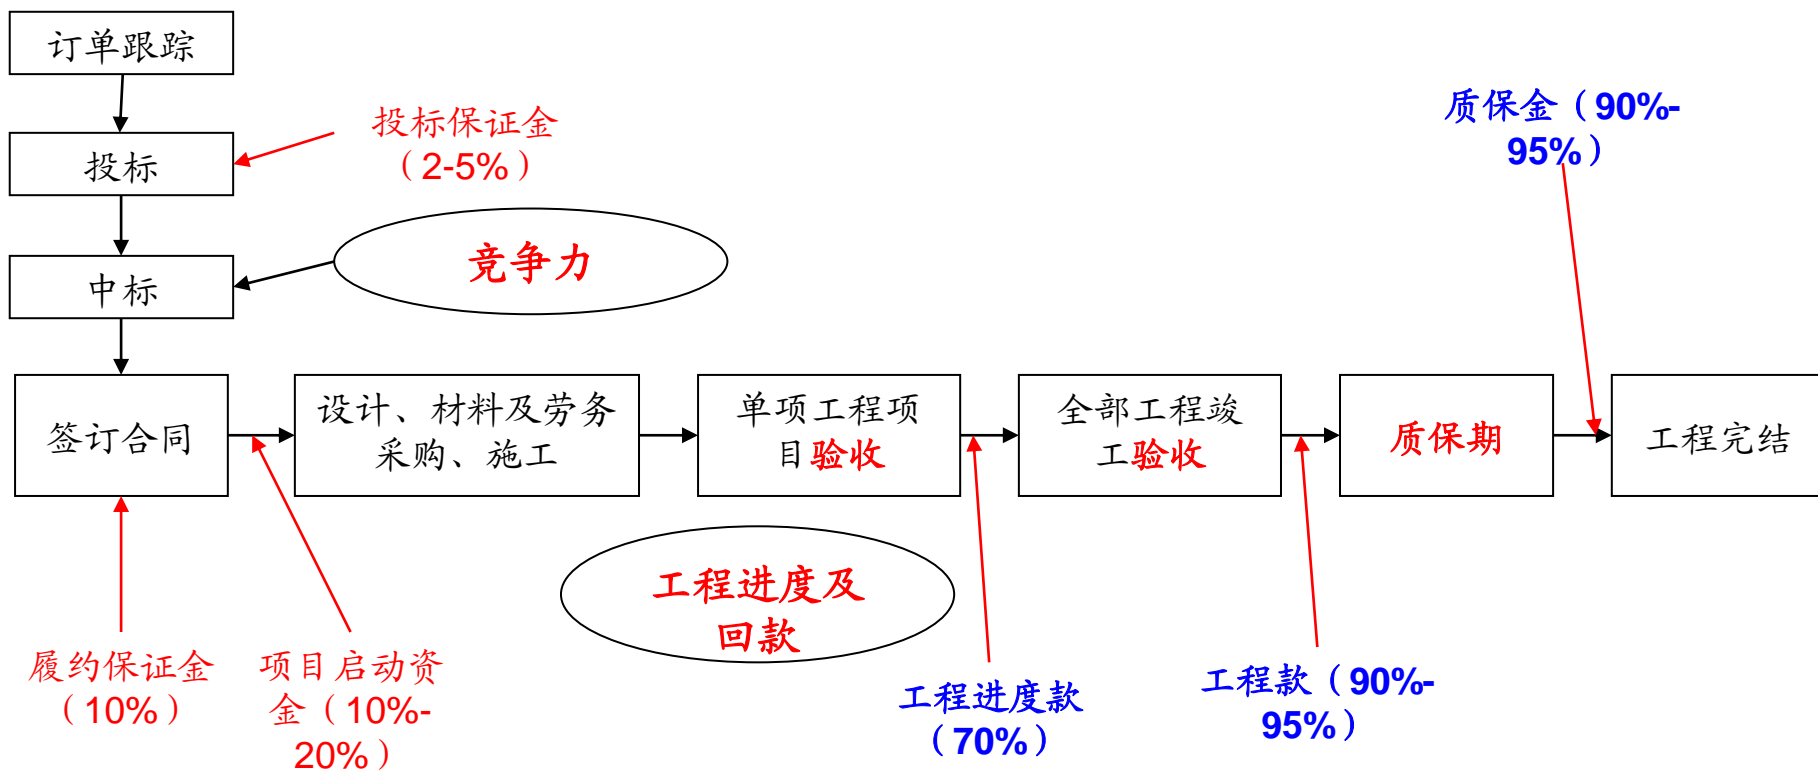 订单跟踪
投标保证金
（2-5%）
质保金（90%-
95%）
投标
竞争力
中标
签订合同
设计、材料及劳务
采购、施工
单项工程项
目验收
全部工程竣
工验收
质保期
工程完结
工程进度及
回款
履约保证金
（10%）
项目启动资
金（10%-
20%）
工程进度款
（70%）
工程款（90%-
95%）